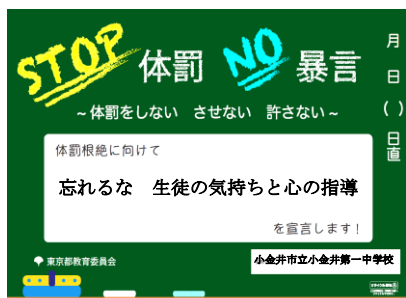 STOP 体罰 NO 暴言
～体罰をしない させない 許さない～
月
日
( )
日直
体罰根絶に向けて
忘れるな 生徒の気持ちと心の指導
を宣言します!
東京都教育委員会
小金井市立小金井第一中学校